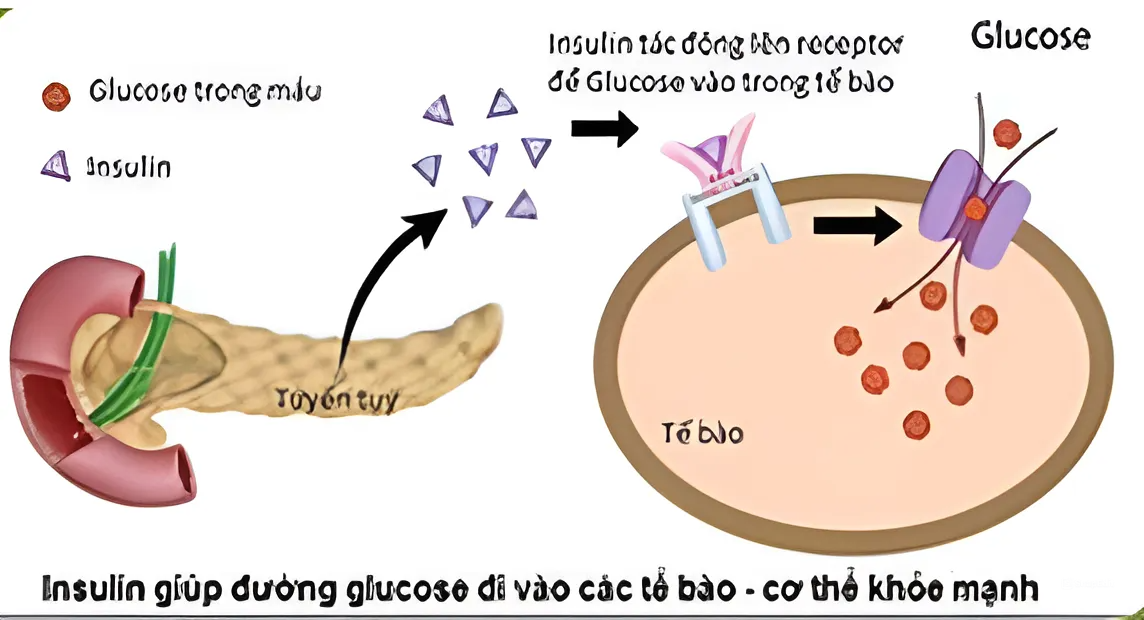 Insulin tác động lên receptor
để Glucose vào trong tế bào
Glucose
Glucose trong máu
Insulin
Tuyến tụy
Tế bào
Insulin giúp đường glucose đi vào các tế bào - cơ thể khỏe mạnh